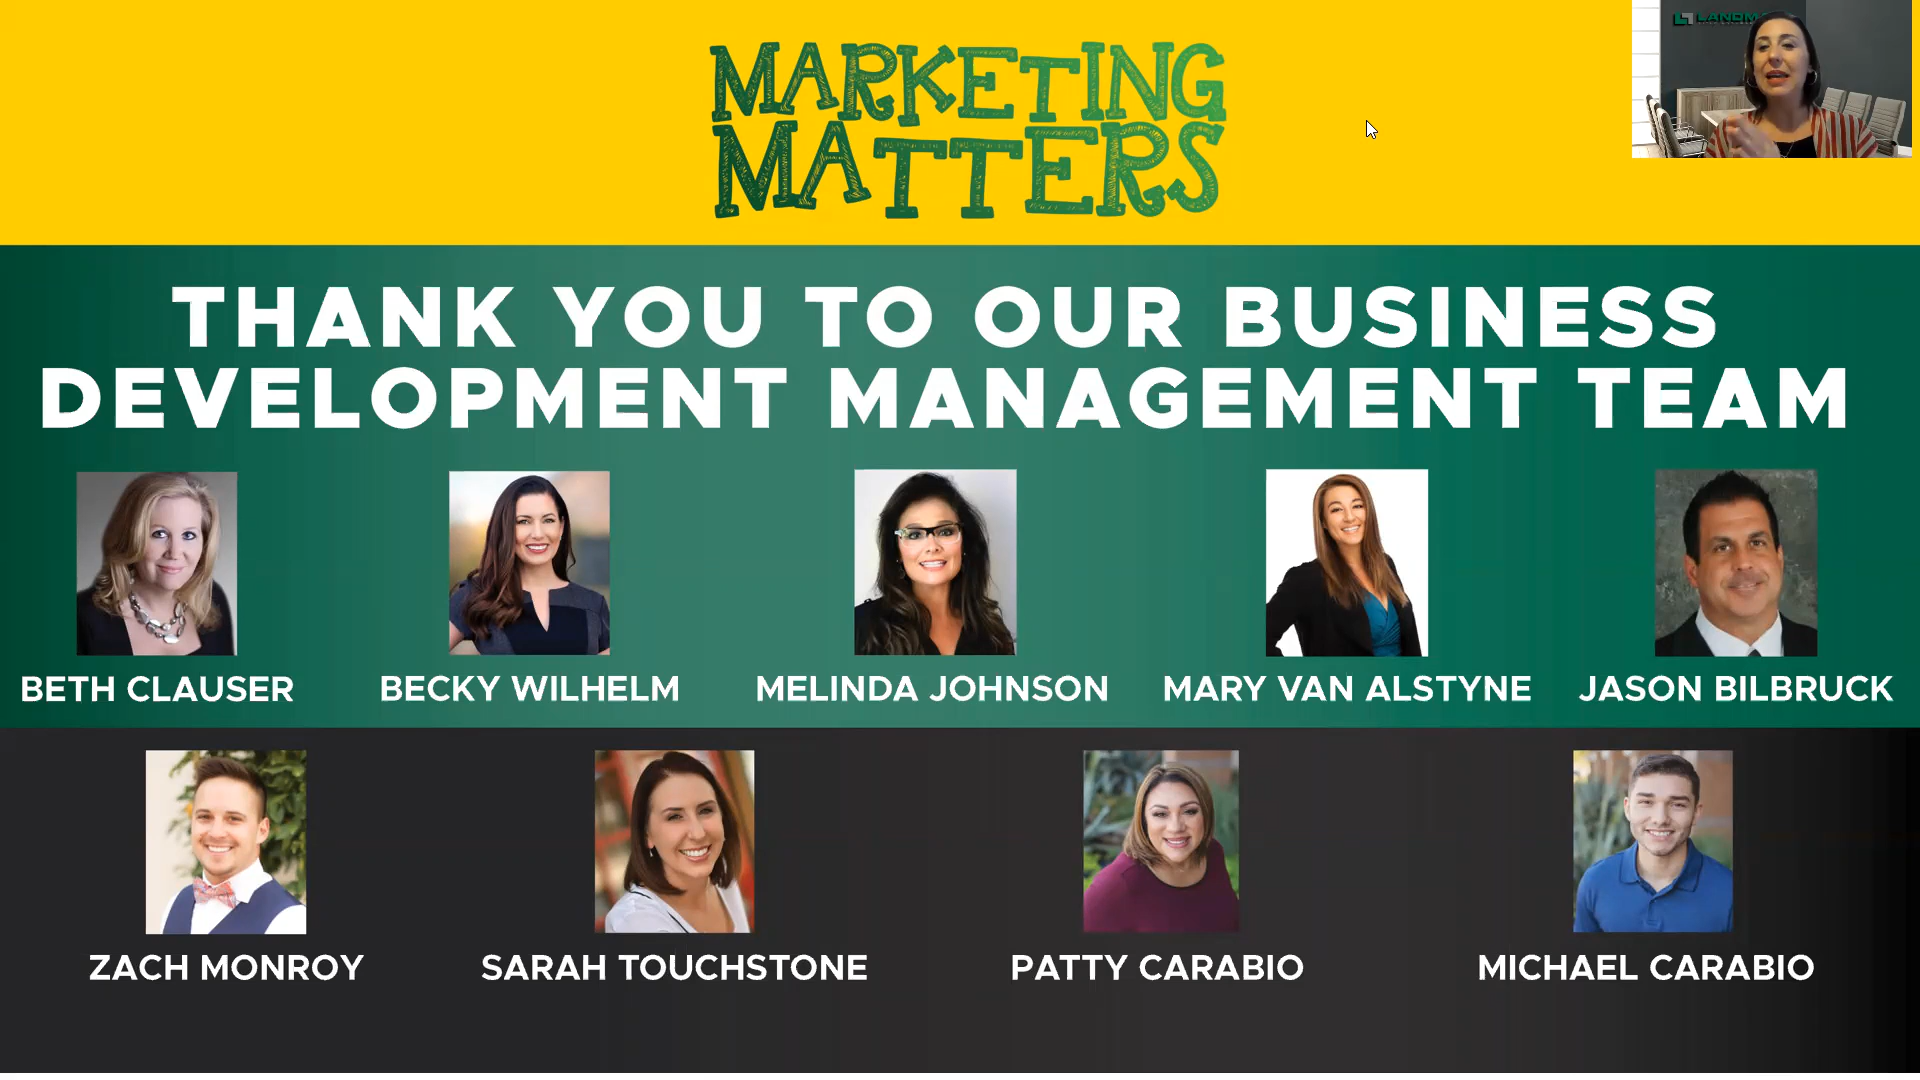 MARKETING
MATTERS
THANK YOU TO OUR BUSINESS
DEVELOPMENT MANAGEMENT TEAM
BETH CLAUSER
BECKY WILHELM
MELINDA JOHNSON
MARY VAN ALSTYNE
JASON BILBRUCK
ZACH MONROY
SARAH TOUCHSTONE
PATTY CARABIO
MICHAEL CARABIO